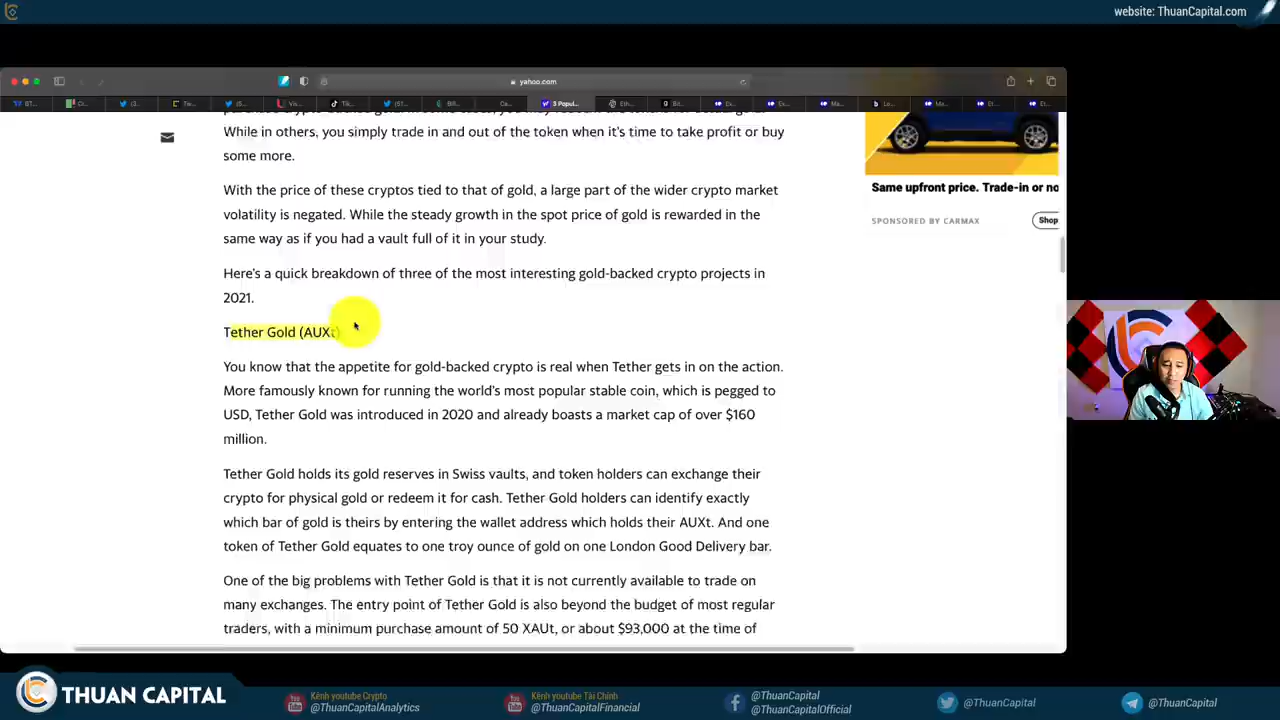 website: ThuanCapital.com
yahoo.com
3 Popul...
While in others, you simply trade in and out of the token when it's time to take profit or buy
some more.
With the price of these cryptos tied to that of gold, a large part of the wider crypto market
volatility is negated. While the steady growth in the spot price of gold is rewarded in the
same way as if you had a vault full of it in your study.
Here's a quick breakdown of three of the most interesting gold-backed crypto projects in
2021.
Tether Gold (AUXt)
You know that the appetite for gold-backed crypto is real when Tether gets in on the action.
More famously known for running the world's most popular stable coin, which is pegged to
USD, Tether Gold was introduced in 2020 and already boasts a market cap of over $160
million.
Tether Gold holds its gold reserves in Swiss vaults, and token holders can exchange their
crypto for physical gold or redeem it for cash. Tether Gold holders can identify exactly
which bar of gold is theirs by entering the wallet address which holds their AUXt. And one
token of Tether Gold equates to one troy ounce of gold on one London Good Delivery bar.
One of the big problems with Tether Gold is that it is not currently available to trade on
many exchanges. The entry point of Tether Gold is also beyond the budget of most regular
traders, with a minimum purchase amount of 50 XAUt, or about $93,000 at the time of
Same upfront price. Trade-in or no
SPONSORED BY CARMAX
Shop
THUAN CAPITAL
Kênh youtube Crypto
@ThuanCapitalAnalytics
Kênh youtube Tài Chính
@ThuanCapitalFinancial
@ThuanCapital
@ThuanCapitalOfficial
@ThuanCapital
@ThuanCapital